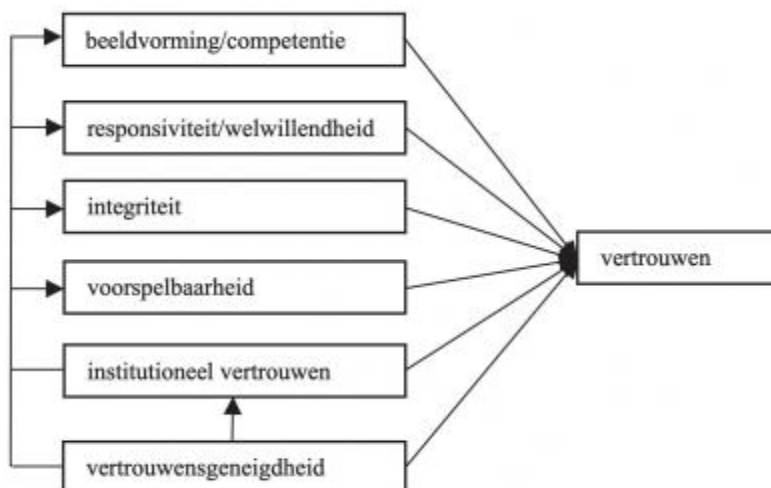 beeldvorming/competentie
responsiviteit/welwillendheid
integriteit
voorspelbaarheid
institutioneel vertrouwen
vertrouwensgeneigdheid
vertrouwen